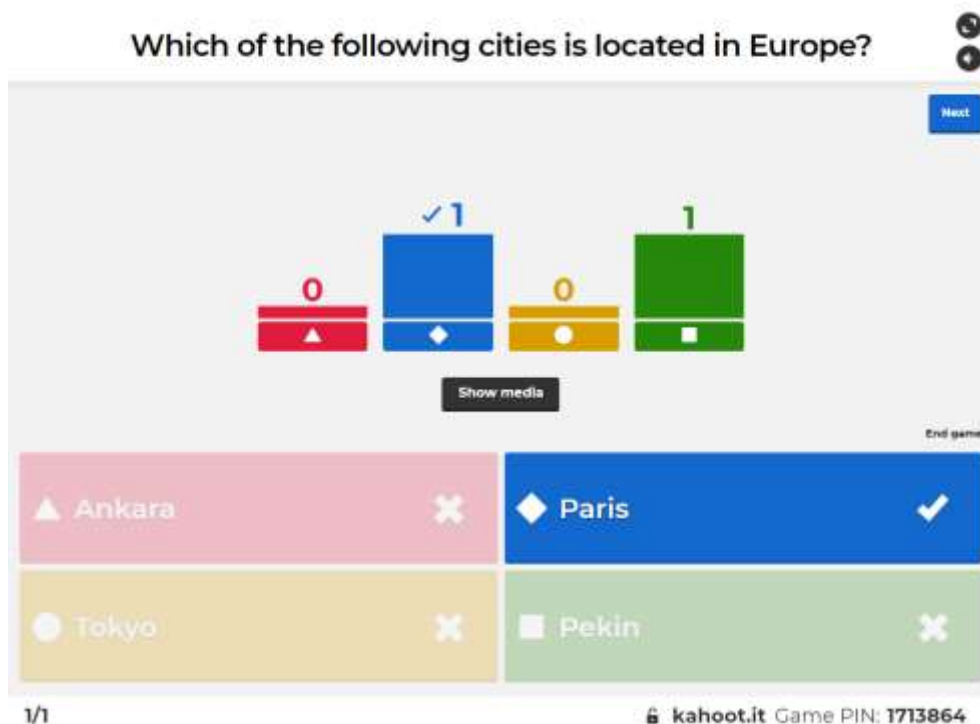 Which of the following cities is located in Europe?
Next
1
1
0
0
Show media
End game
Ankara
Paris
Tokyo
Pekin
1/1
kahoot.it Game PIN: 1713864